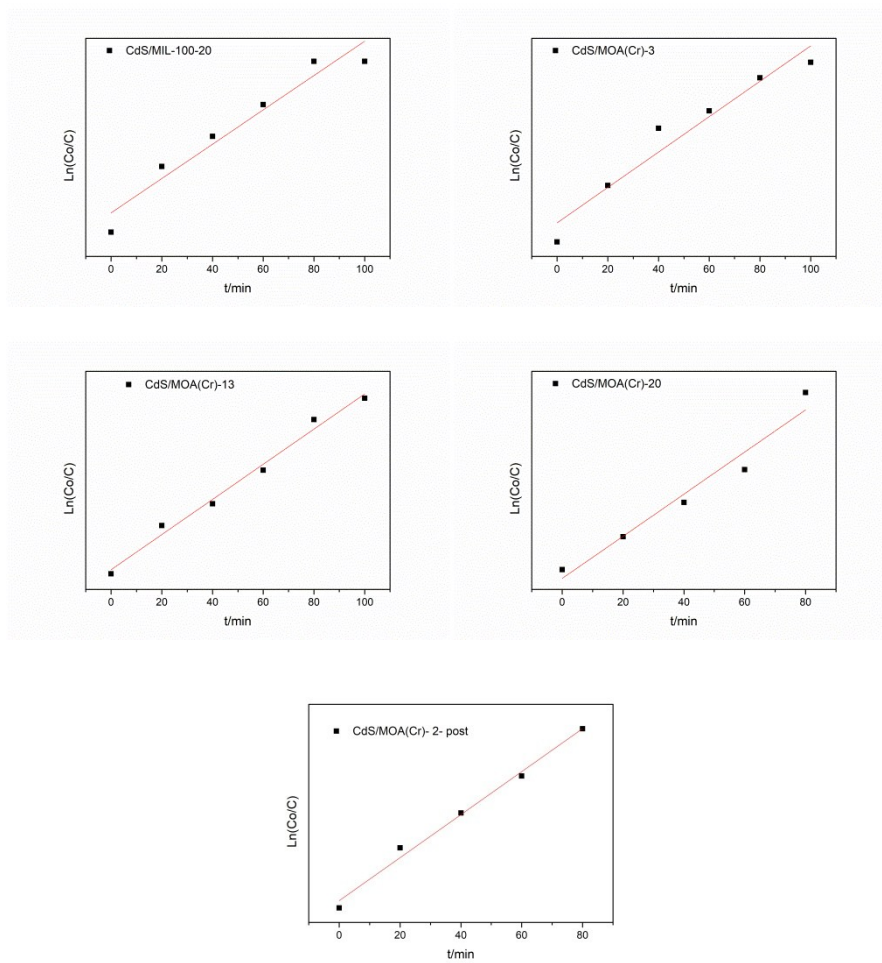 CdS/MIL-100-20
Ln(Co/C)
0 20 40 60 80 100
t/min
CdS/MOA(Cr)-3
Ln(Co/C)
0 20 40 60 80 100
t/min
CdS/MOA(Cr)-13
Ln(Co/C)
0 20 40 60 80 100
t/min
CdS/MOA(Cr)-20
Ln(Co/C)
0 20 40 60 80
t/min
CdS/MOA(Cr)- 2- post
Ln(Co/C)
0 20 40 60 80
t/min